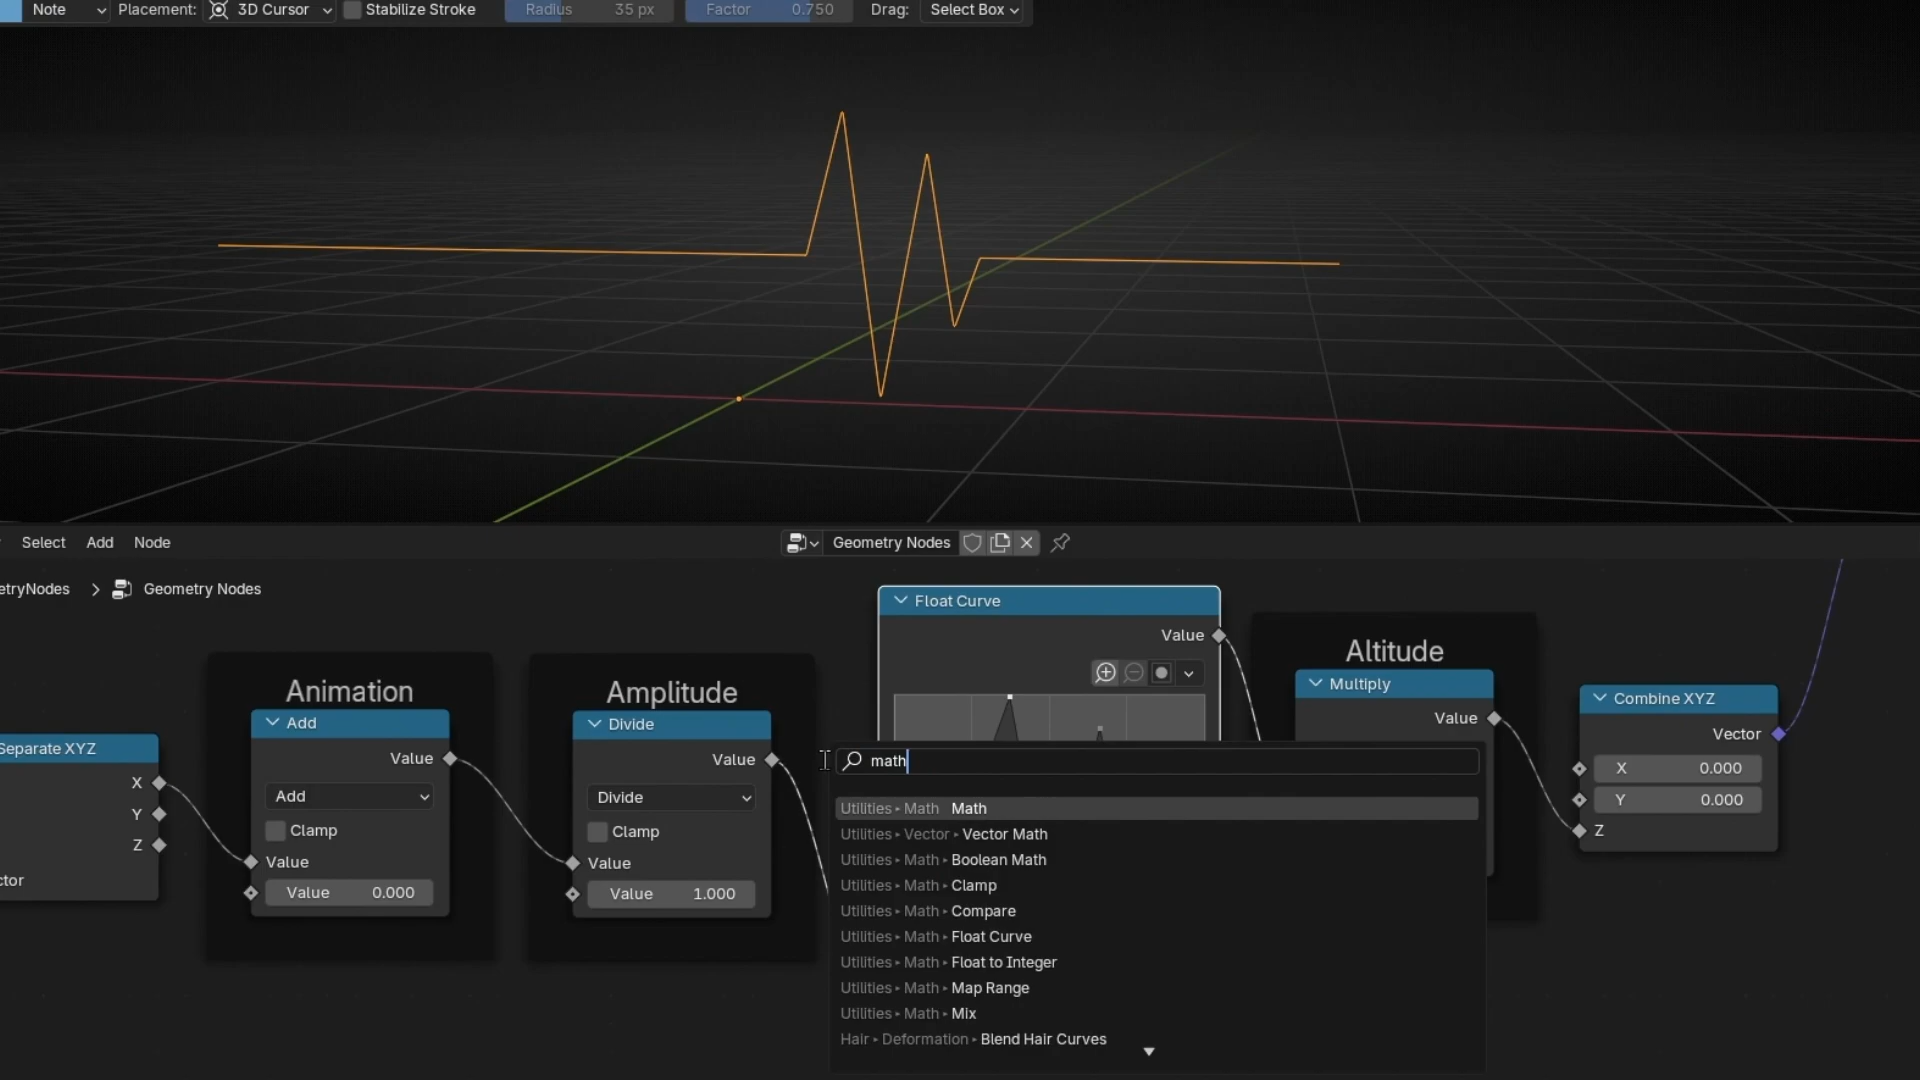 Note Placement: 3D Cursor Stabilize Stroke Radius 35 px Factor 0.750 Drag: Select Box
Select Add Node Geometry Nodes
etryNodes Geometry Nodes
Float Curve
Value
Animation
Add
Value
Add
Clamp
Value
Value 0.000
Amplitude
Divide
Value
Divide
Clamp
Value
Value 1.000
Separate XYZ
X
Y
Z
ctor
Altitude
Multiply
Value
Combine XYZ
Vector
X 0.000
Y 0.000
Z
math
Utilities ▸ Math Math
Utilities ▸ Vector ▸ Vector Math
Utilities ▸ Math ▸ Boolean Math
Utilities ▸ Math ▸ Clamp
Utilities ▸ Math ▸ Compare
Utilities ▸ Math ▸ Float Curve
Utilities ▸ Math ▸ Float to Integer
Utilities ▸ Math ▸ Map Range
Utilities ▸ Math ▸ Mix
Hair ▸ Deformation ▸ Blend Hair Curves